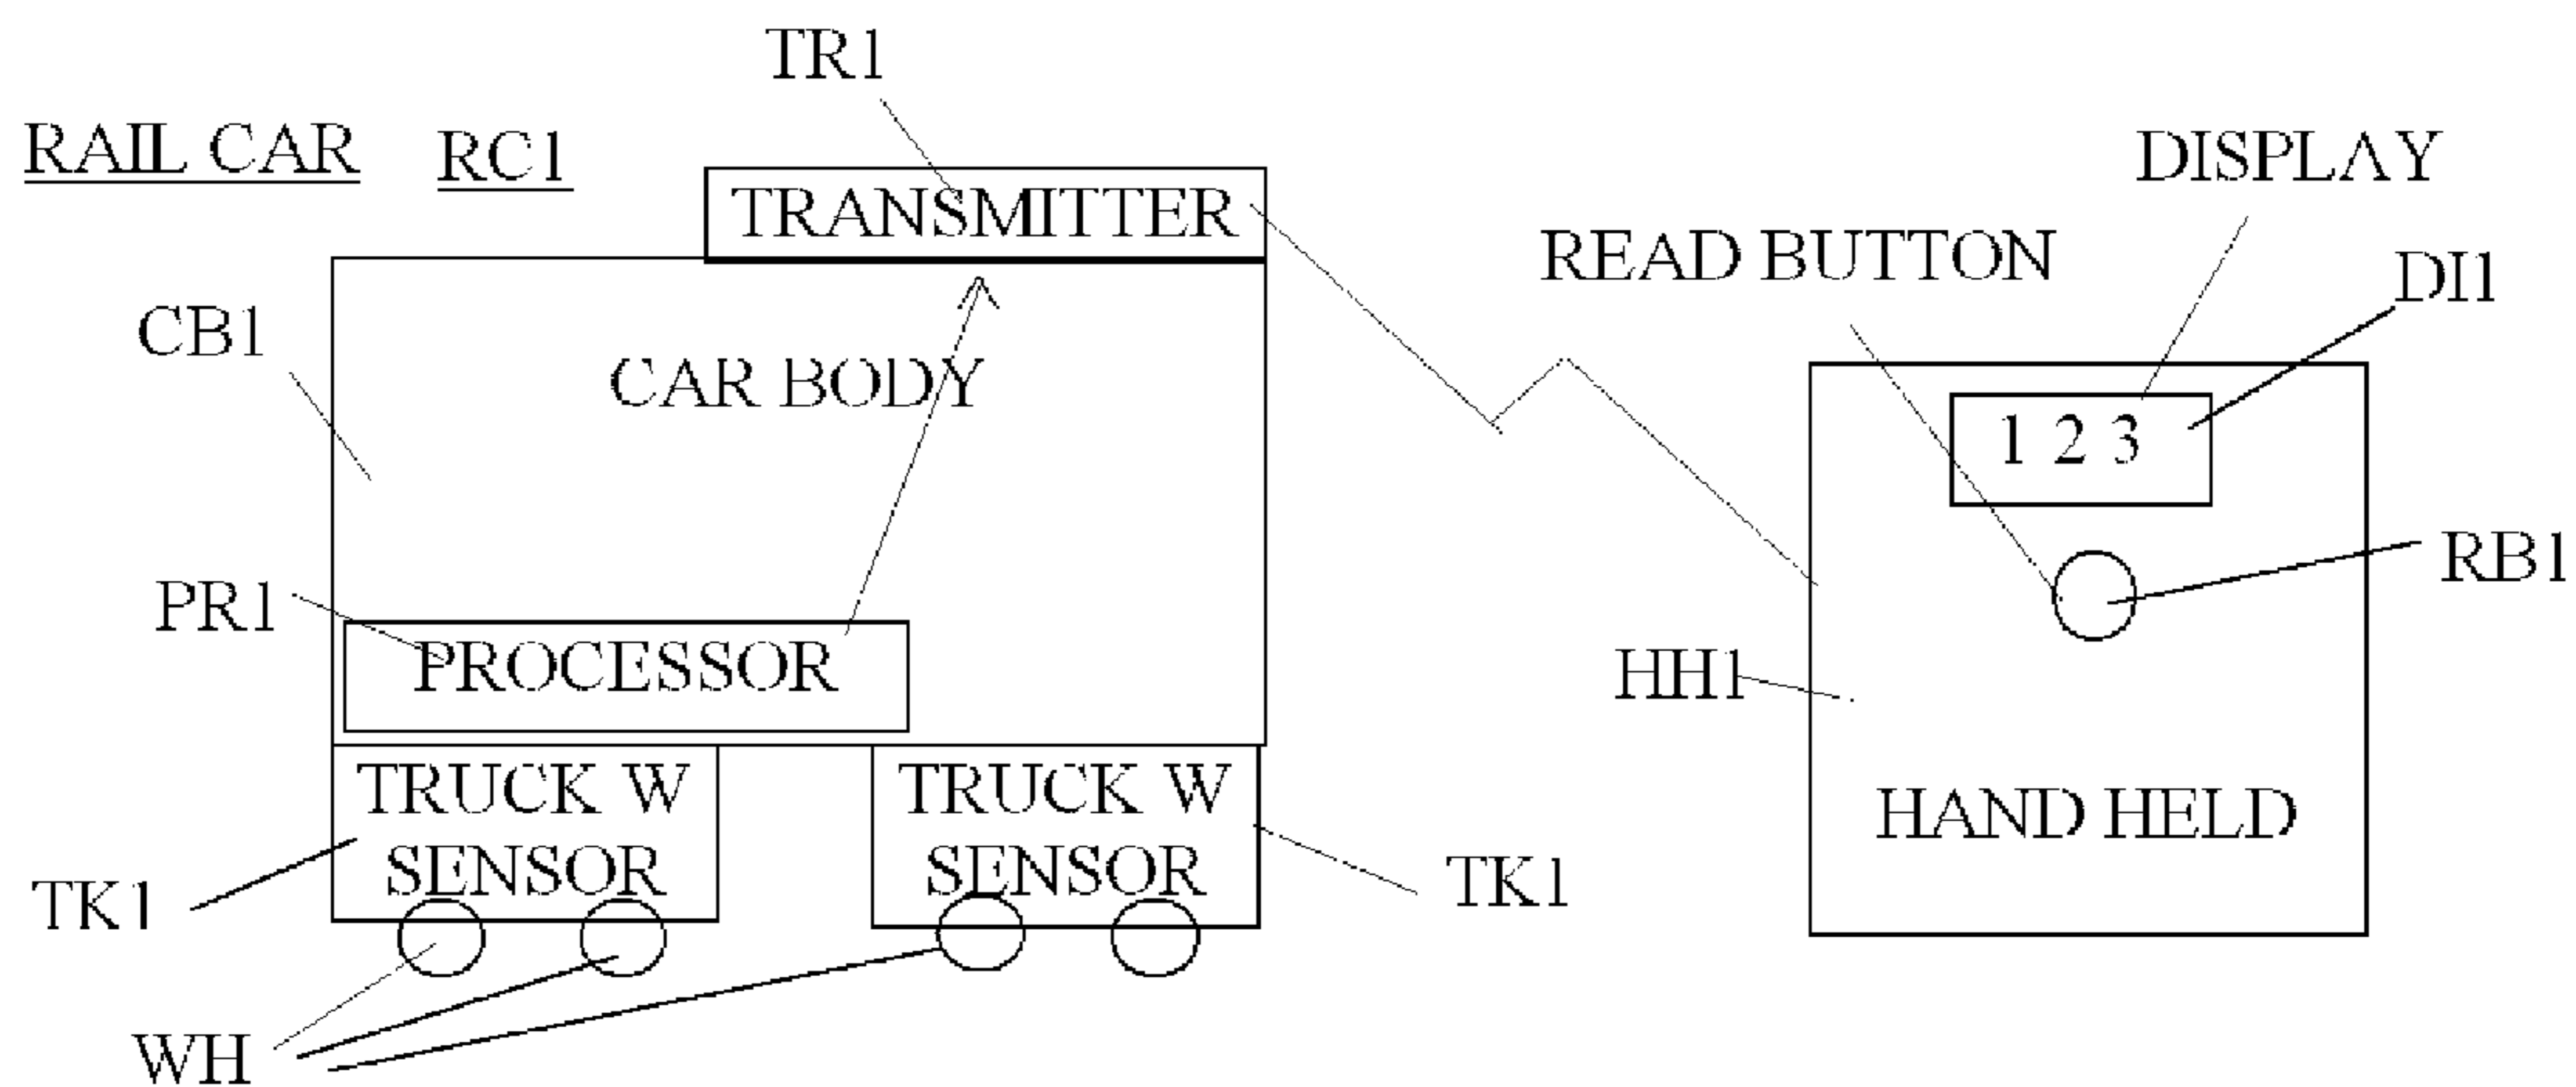 TR1
RAIL CAR RC1
TRANSMITTER
DISPLAY
READ BUTTON
DI1
CB1
CAR BODY
1 2 3
PR1
PROCESSOR
RB1
HH1
TRUCK W
SENSOR
TRUCK W
SENSOR
HAND HELD
TK1
TK1
WH